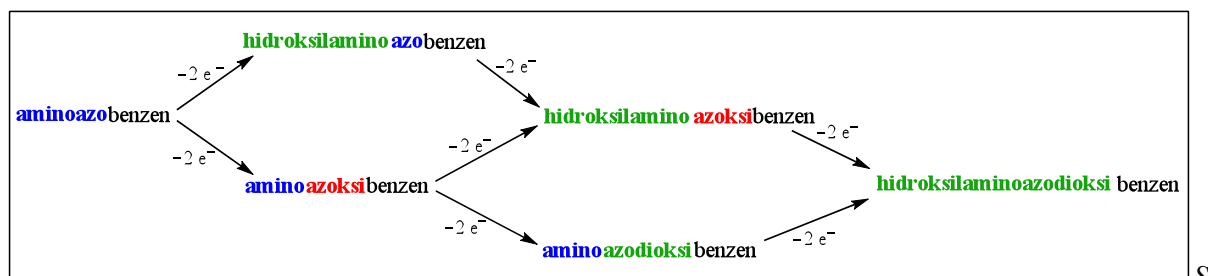 hidroksilamino azobenzen
−2 e⁻
−2 e⁻
aminoazobenzen
hidroksilamino azoksibenzen
−2 e⁻
−2 e⁻
−2 e⁻
aminoazoksibenzen
hidroksilaminoazodioksi benzen
−2 e⁻
−2 e⁻
aminoazodioksibenzen
S